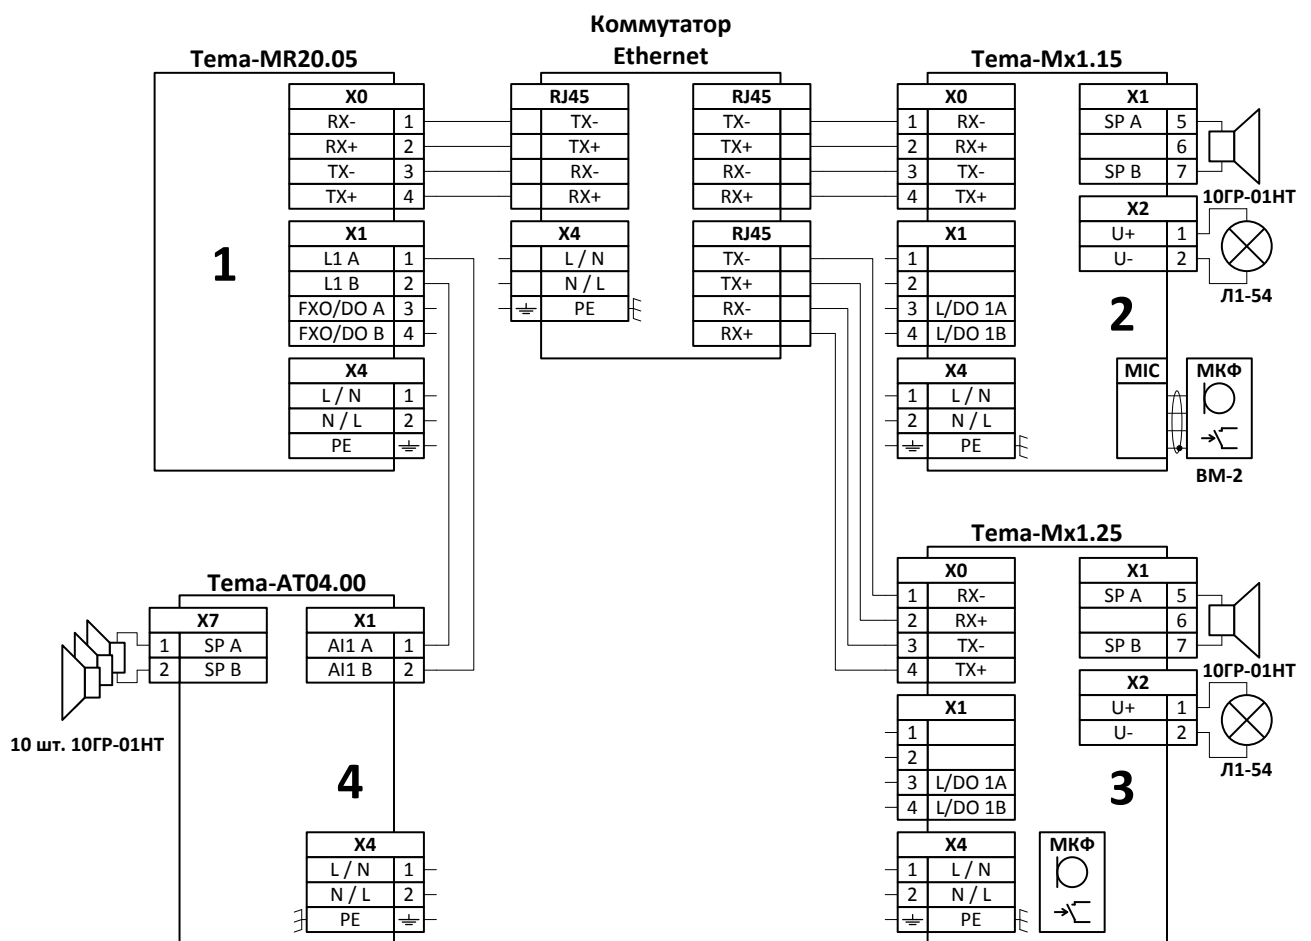 Коммутатор
Ethernet
Tema-MR20.05
X0
RX- 1
RX+ 2
TX- 3
TX+ 4
X1
L1 A 1
L1 B 2
FXO/DO A 3
FXO/DO B 4
X4
L / N 1
N / L 2
PE
1
RJ45
TX-
TX+
RX-
RX+
X4
L / N
N / L
PE
RJ45
TX-
TX+
RX-
RX+
RJ45
TX-
TX+
RX-
RX+
Tema-Mx1.15
X0
1 RX-
2 RX+
3 TX-
4 TX+
X1
1
2
3 L/DO 1A
4 L/DO 1B
X4
1 L / N
2 N / L
PE
X1
SP A 5
6
SP B 7
10ГР-01НТ
X2
U+ 1
U- 2
Л1-54
2
MIC
МКФ
ВМ-2
Tema-AT04.00
X7
1 SP A
2 SP B
10 шт. 10ГР-01НТ
X1
AI1 A 1
AI1 B 2
4
X4
L / N 1
N / L 2
PE
Tema-Mx1.25
X0
1 RX-
2 RX+
3 TX-
4 TX+
X1
1
2
3 L/DO 1A
4 L/DO 1B
X4
1 L / N
2 N / L
PE
X1
SP A 5
6
SP B 7
10ГР-01НТ
X2
U+ 1
U- 2
Л1-54
3
МКФ